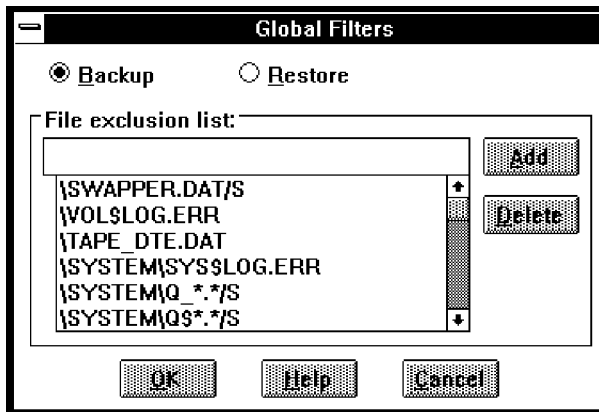 Global Filters
Backup Restore
File exclusion list:
Add
\SWAPPER.DAT/S
\VOL$LOG.ERR
Delete
\TAPE_DTE.DAT
\SYSTEM\SYS$LOG.ERR
\SYSTEM\Q_*.*/S
\SYSTEM\Q$*.*/S
OK Help Cancel